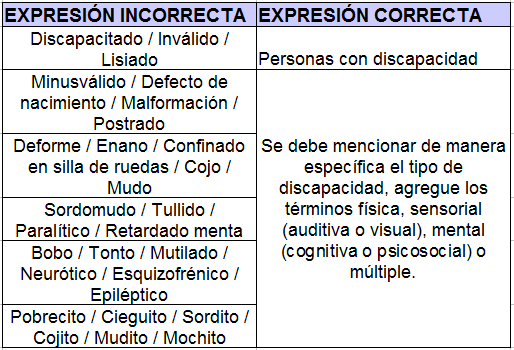 EXPRESIÓN INCORRECTA
EXPRESIÓN CORRECTA
Discapacitado / Inválido /
Lisiado
Personas con discapacidad
Minusválido / Defecto de
nacimiento / Malformación /
Postrado
Deforme / Enano / Confinado
en silla de ruedas / Cojo /
Mudo
Sordomudo / Tullido /
Paralítico / Retardado menta
Bobo / Tonto / Mutilado /
Neurótico / Esquizofrénico /
Epiléptico
Pobrecito / Cieguito / Sordito /
Cojito / Mudito / Mochito
Se debe mencionar de manera
específica el tipo de
discapacidad, agregue los
términos física, sensorial
(auditiva o visual), mental
(cognitiva o psicosocial) o
múltiple.